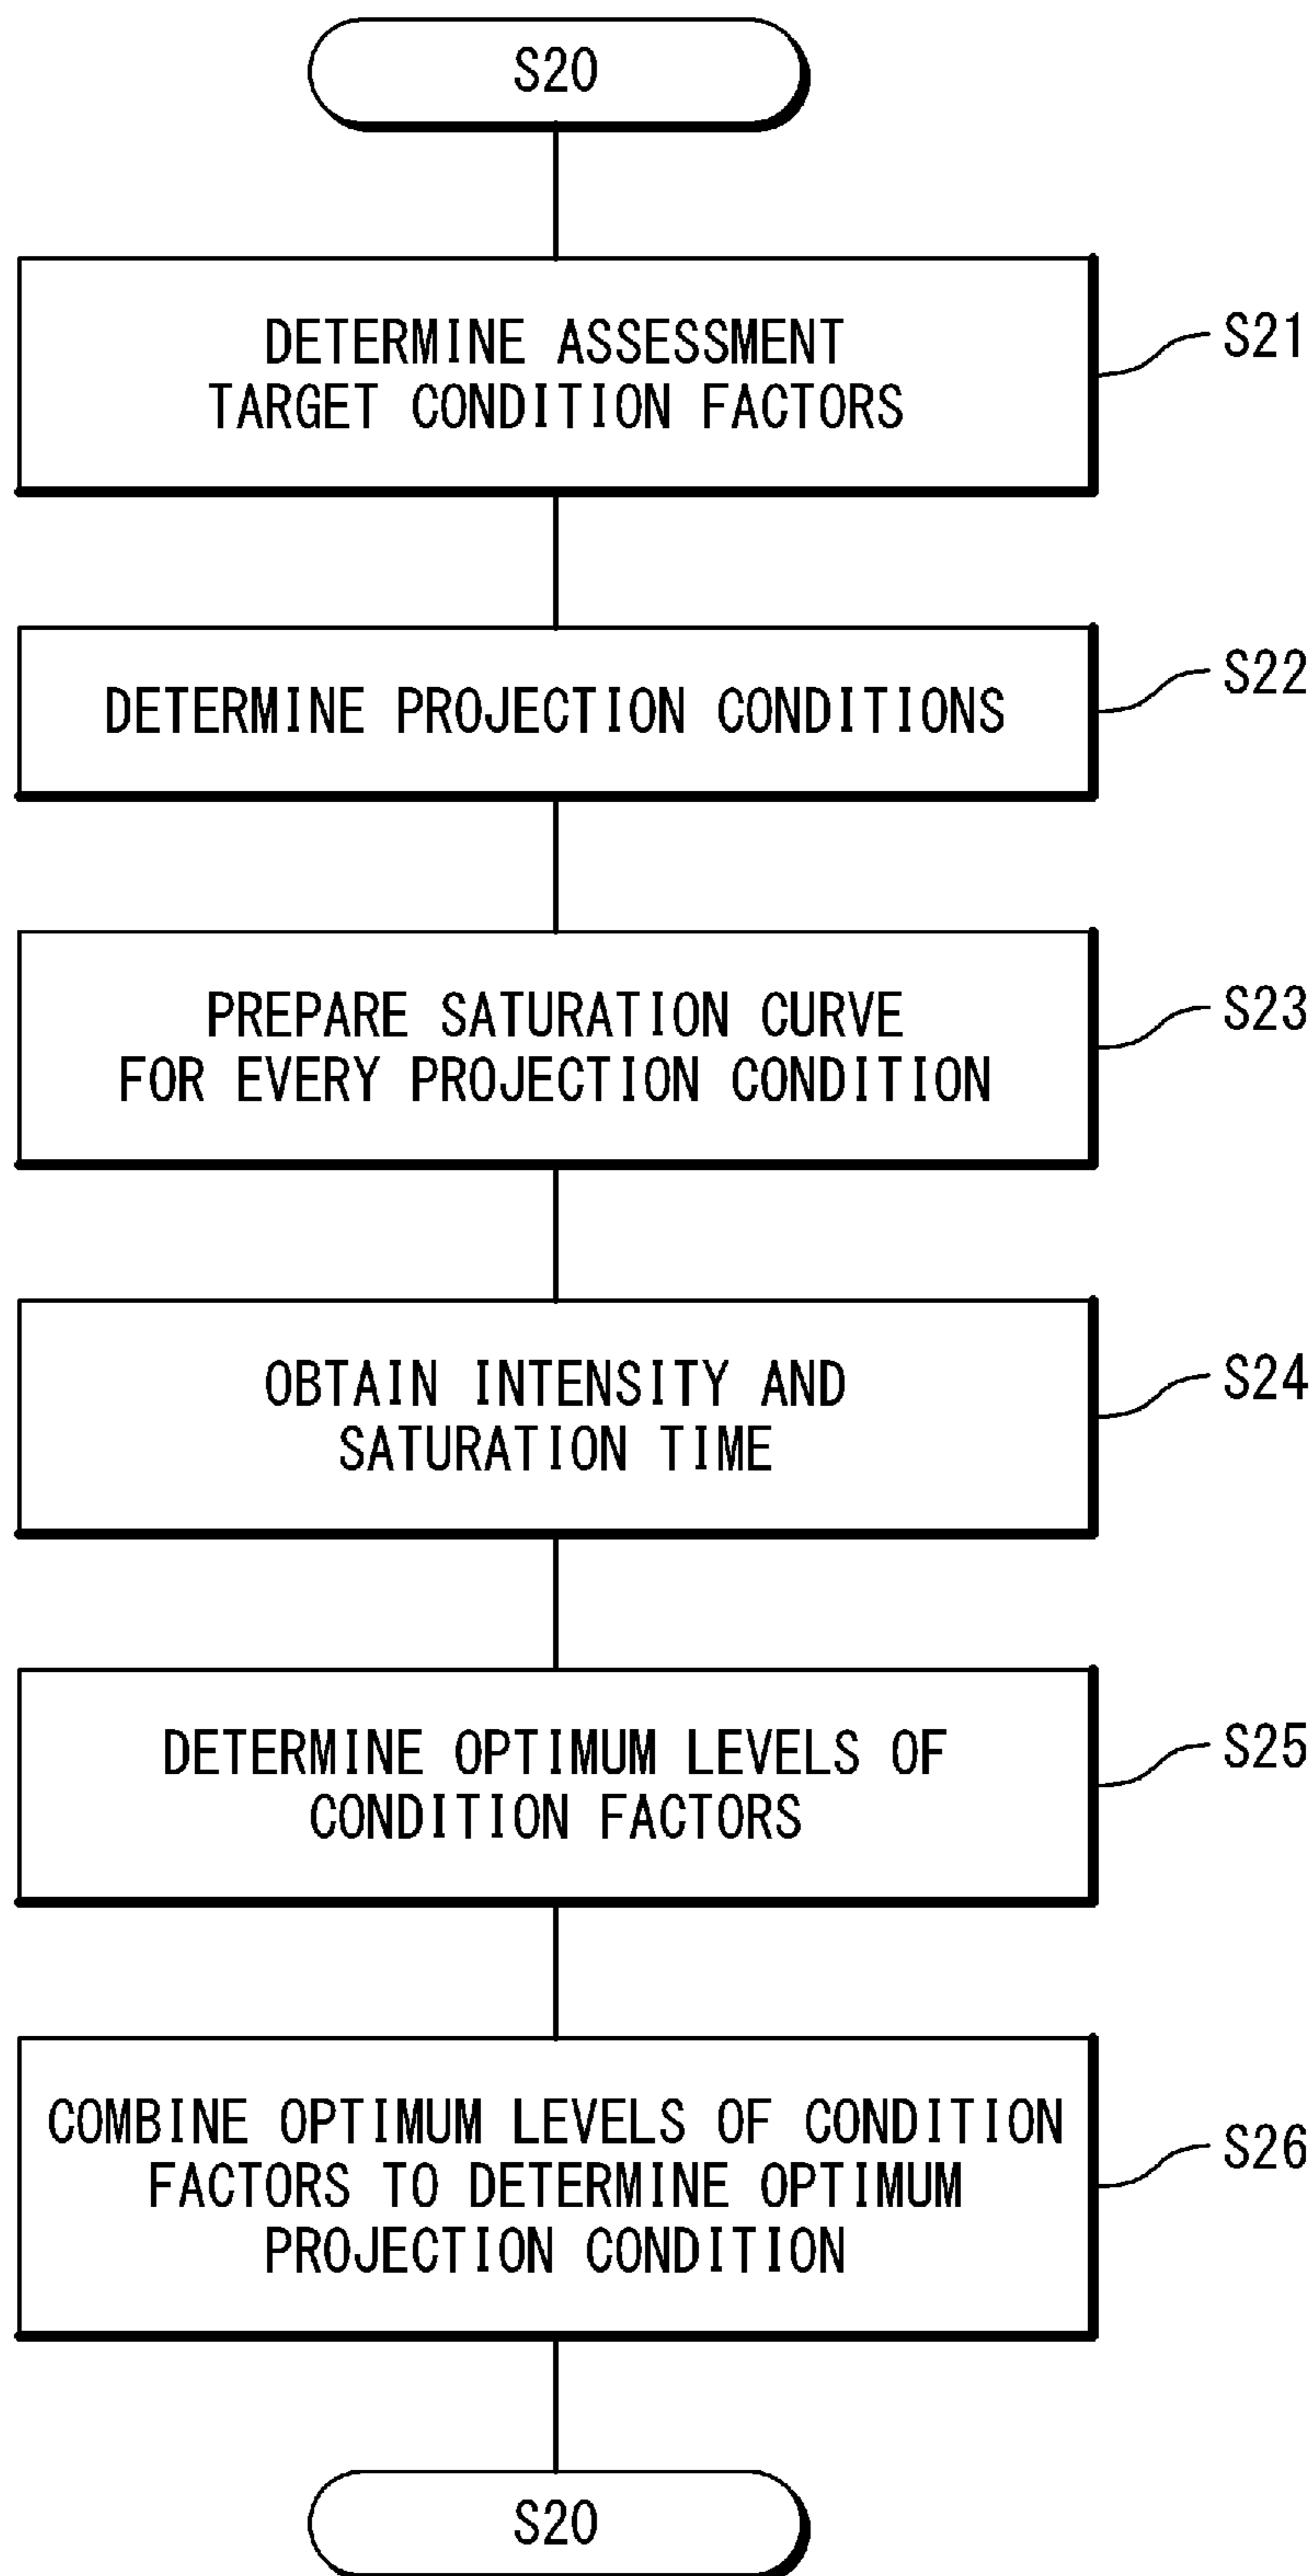 S20
DETERMINE ASSESSMENT
TARGET CONDITION FACTORS
S21
DETERMINE PROJECTION CONDITIONS
S22
PREPARE SATURATION CURVE
FOR EVERY PROJECTION CONDITION
S23
OBTAIN INTENSITY AND
SATURATION TIME
S24
DETERMINE OPTIMUM LEVELS OF
CONDITION FACTORS
S25
COMBINE OPTIMUM LEVELS OF CONDITION
FACTORS TO DETERMINE OPTIMUM
PROJECTION CONDITION
S26
S20